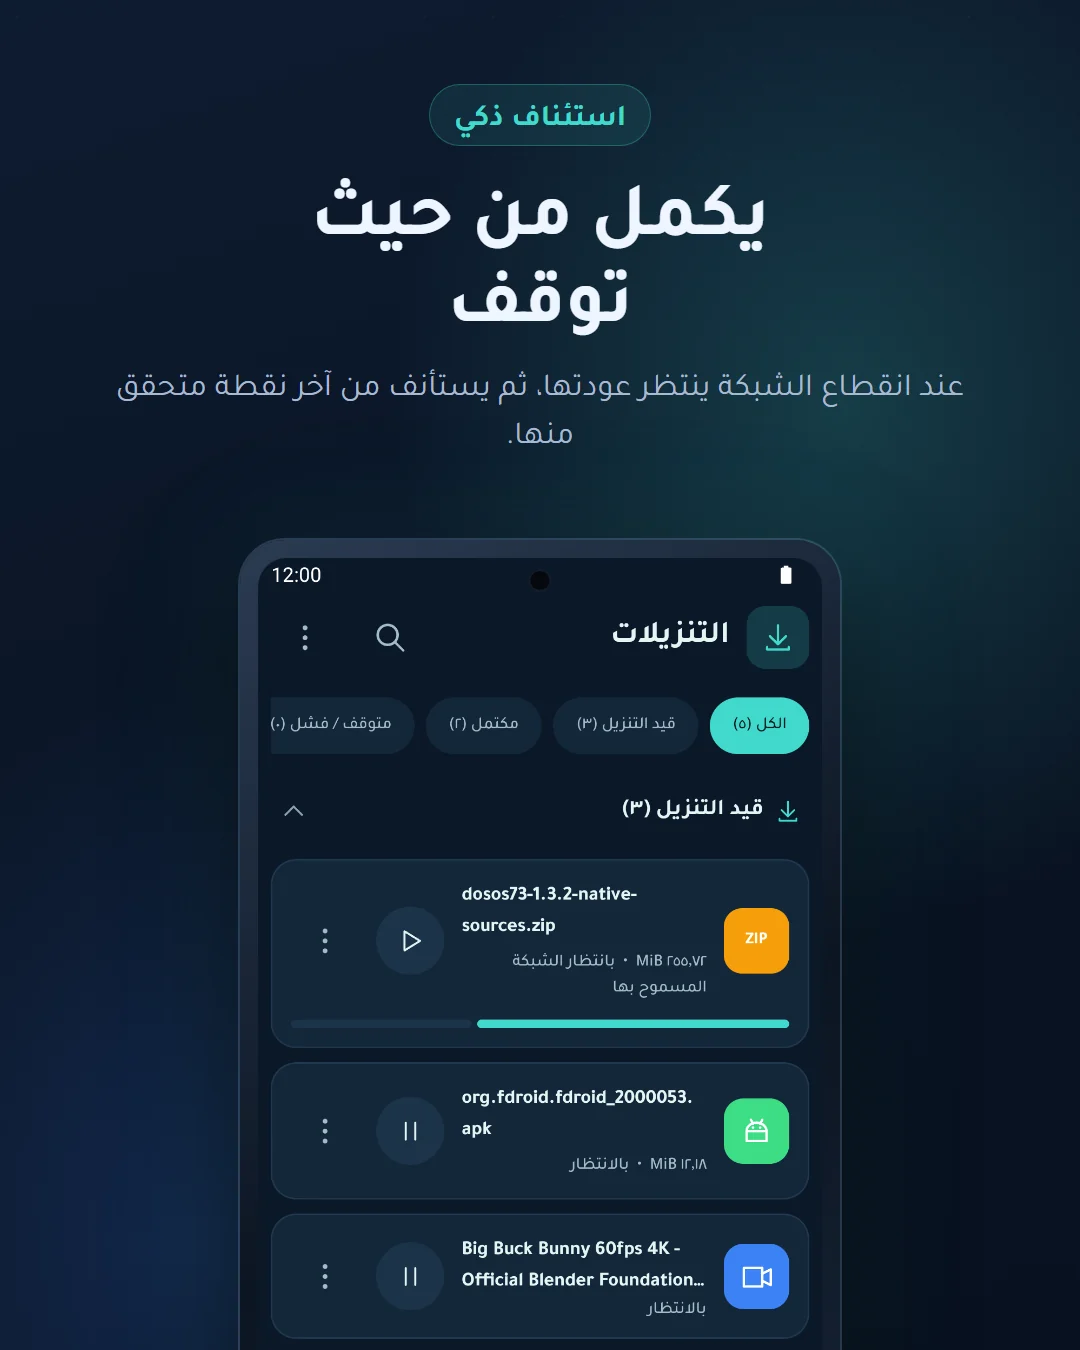 استئناف ذكي
يكمل من حيث
توقف
عند انقطاع الشبكة ينتظر عودتها، ثم يستأنف من آخر نقطة متحقق
منها.
12:00
التنزيلات
الكل (٥)
قيد التنزيل (٣)
مكتمل (٢)
متوقف / فشل (٠)
قيد التنزيل (٣)
dosos73-1.3.2-native-
sources.zip
ZIP
٢٥٥٫٧٢ MiB • بانتظار الشبكة
المسموح بها
org.fdroid.fdroid_2000053.
apk
١٢٫١٨ MiB • بالانتظار
Big Buck Bunny 60fps 4K -
Official Blender Foundation...
بالانتظار